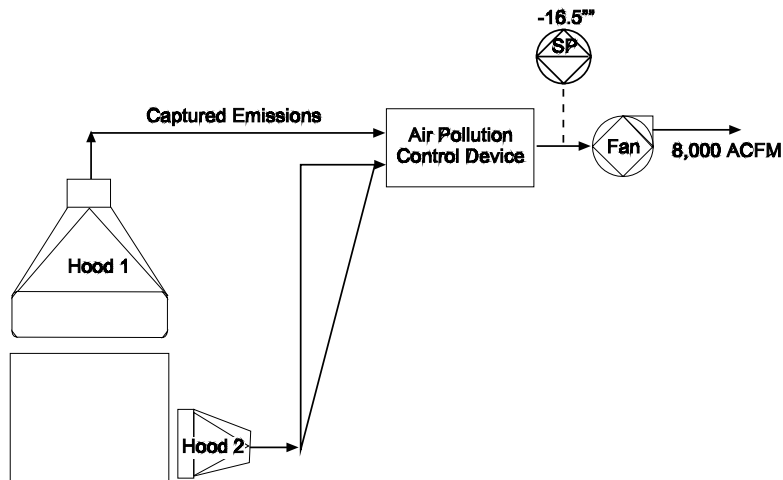 -16.5""
SP
Captured Emissions
Air Pollution
Control Device
Fan
8,000 ACFM
Hood 1
Hood 2